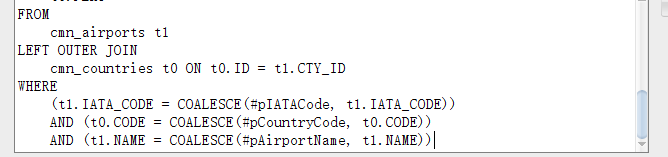 FROM
cmn_airports t1
LEFT OUTER JOIN
cmn_countries t0 ON t0.ID = t1.CTY_ID
WHERE
(t1.IATA_CODE = COALESCE(#pIATACode, t1.IATA_CODE))
AND (t0.CODE = COALESCE(#pCountryCode, t0.CODE))
AND (t1.NAME = COALESCE(#pAirportName, t1.NAME))